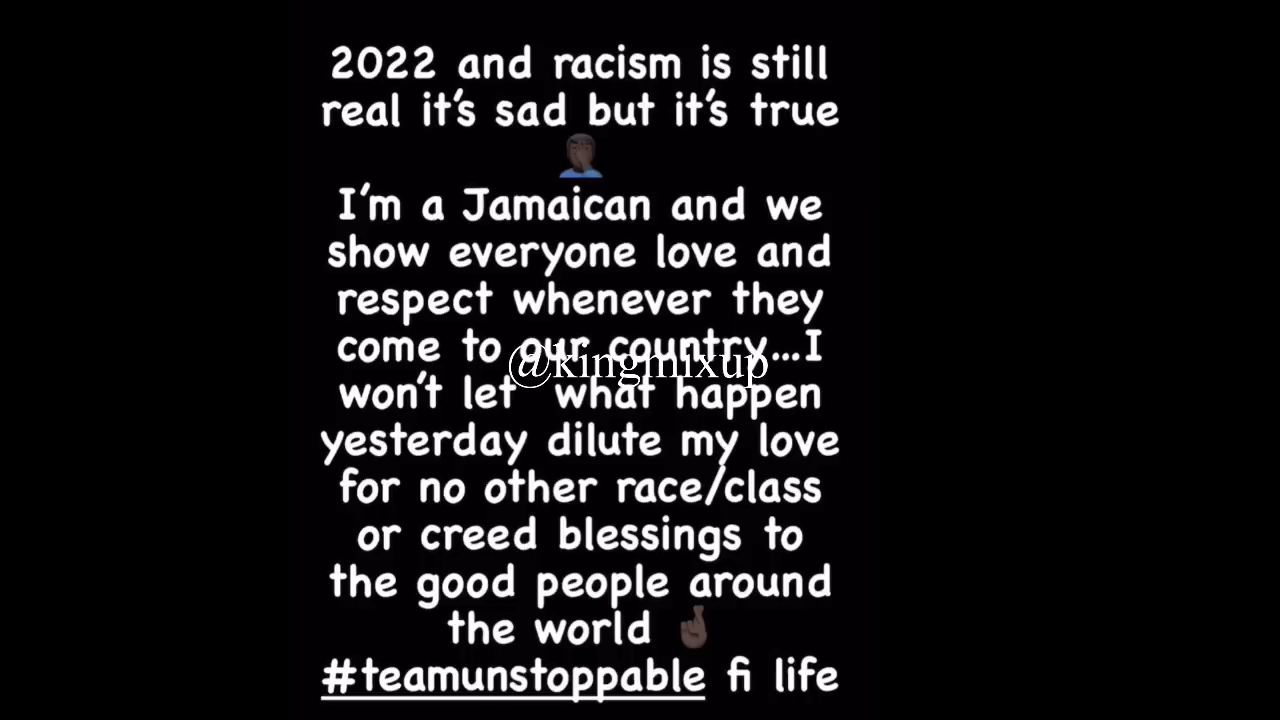 2022 and racism is still
real it's sad but it's true
🤦🏿‍♂️
I'm a Jamaican and we
show everyone love and
respect whenever they
come to our country...I
@kingmixup
won't let what happen
yesterday dilute my love
for no other race/class
or creed blessings to
the good people around
the world 🤞🏾
#teamunstoppable fi life